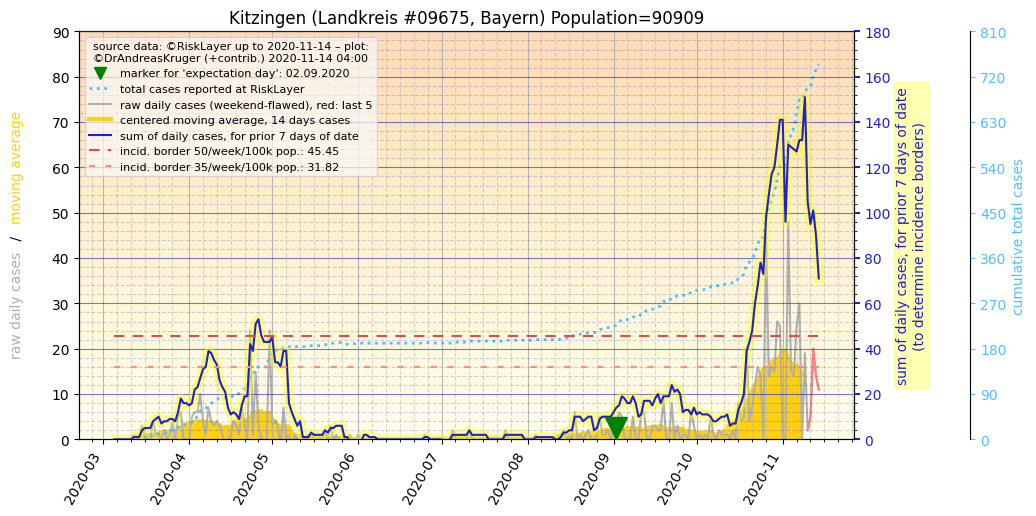 Kitzingen (Landkreis #09675, Bayern) Population=90909
source data: ©RiskLayer up to 2020-11-14 – plot:
©DrAndreasKruger (+contrib.) 2020-11-14 04:00
marker for 'expectation day': 02.09.2020
total cases reported at RiskLayer
raw daily cases (weekend-flawed), red: last 5
centered moving average, 14 days cases
sum of daily cases, for prior 7 days of date
incid. border 50/week/100k pop.: 45.45
incid. border 35/week/100k pop.: 31.82
raw daily cases / moving average
90
80
70
60
50
40
30
20
10
0
2020-03
2020-04
2020-05
2020-06
2020-07
2020-08
2020-09
2020-10
2020-11
180
160
140
120
100
80
60
40
20
0
sum of daily cases, for prior 7 days of date
(to determine incidence borders)
810
720
630
540
450
360
270
180
90
0
cumulative total cases